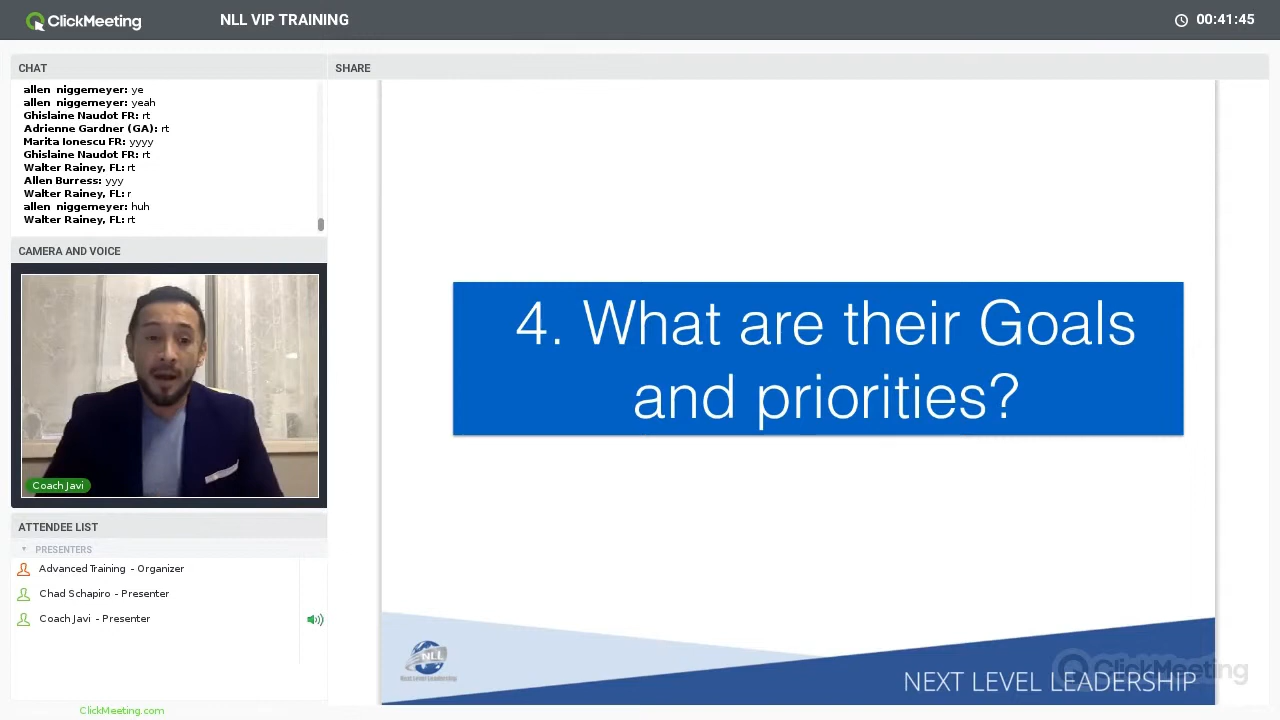 ClickMeeting
NLL VIP TRAINING
00:41:45
CHAT
allen niggemeyer: ye
allen niggemeyer: yeah
Ghislaine Naudot FR: rt
Adrienne Gardner (GA): rt
Marita Ionescu FR: yyyy
Ghislaine Naudot FR: rt
Walter Rainey, FL: rt
Allen Burress: yyy
Walter Rainey, FL: r
allen niggemeyer: huh
Walter Rainey, FL: rt
CAMERA AND VOICE
Coach Javi
ATTENDEE LIST
PRESENTERS
Advanced Training - Organizer
Chad Schapiro - Presenter
Coach Javi - Presenter
ClickMeeting.com
SHARE
4. What are their Goals
and priorities?
NLL
Next Level Leadership
NEXT LEVEL LEADERSHIP
ClickMeeting